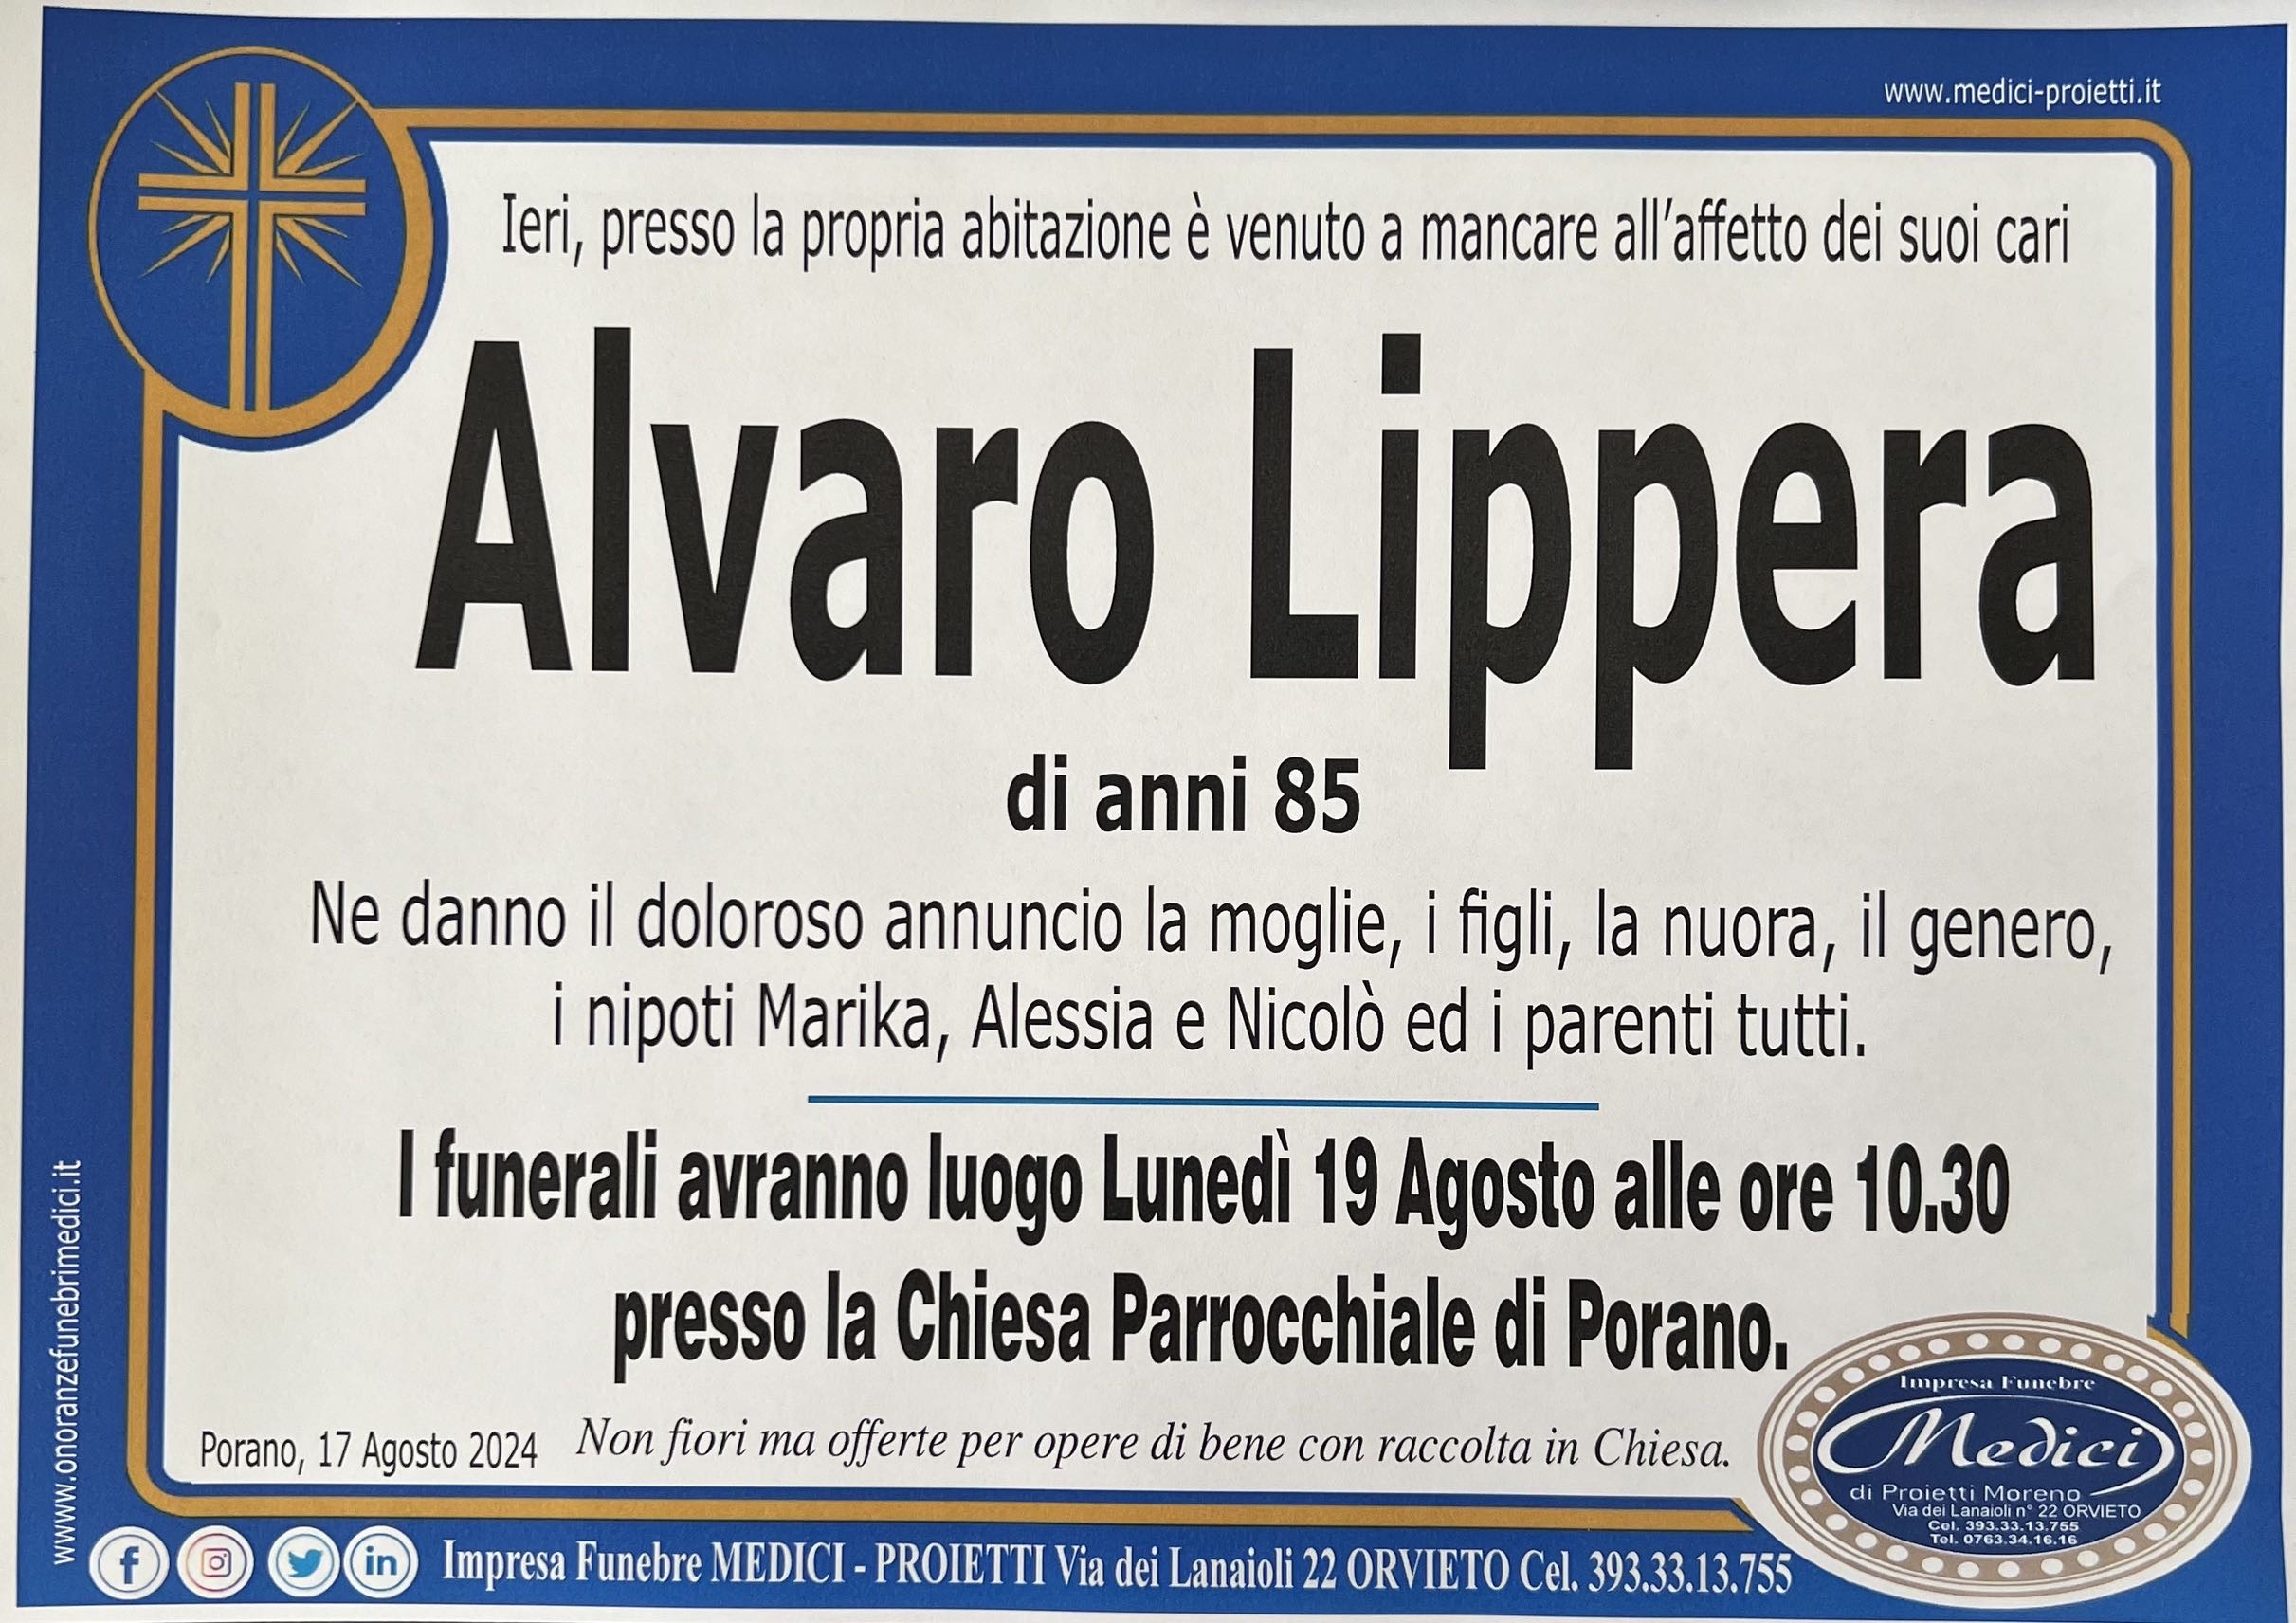 www.medici-proietti.it
Ieri, presso la propria abitazione è venuto a mancare all'affetto dei suoi cari
Alvaro Lippera
di anni 85
Ne danno il doloroso annuncio la moglie, i figli, la nuora, il genero,
i nipoti Marika, Alessia e Nicolò ed i parenti tutti.
I funerali avranno luogo Lunedì 19 Agosto alle ore 10.30
presso la Chiesa Parrocchiale di Porano.
Porano, 17 Agosto 2024
Non fiori ma offerte per opere di bene con raccolta in Chiesa.
www.onoranzefunebrimedici.it
Impresa Funebre
Medici
di Proietti Moreno
Via dei Lanaioli n° 22 ORVIETO
Cel. 393.33.13.755
Tel. 0763.34.16.16
f
in
Impresa Funebre MEDICI - PROIETTI Via dei Lanaioli 22 ORVIETO Cel. 393.33.13.755